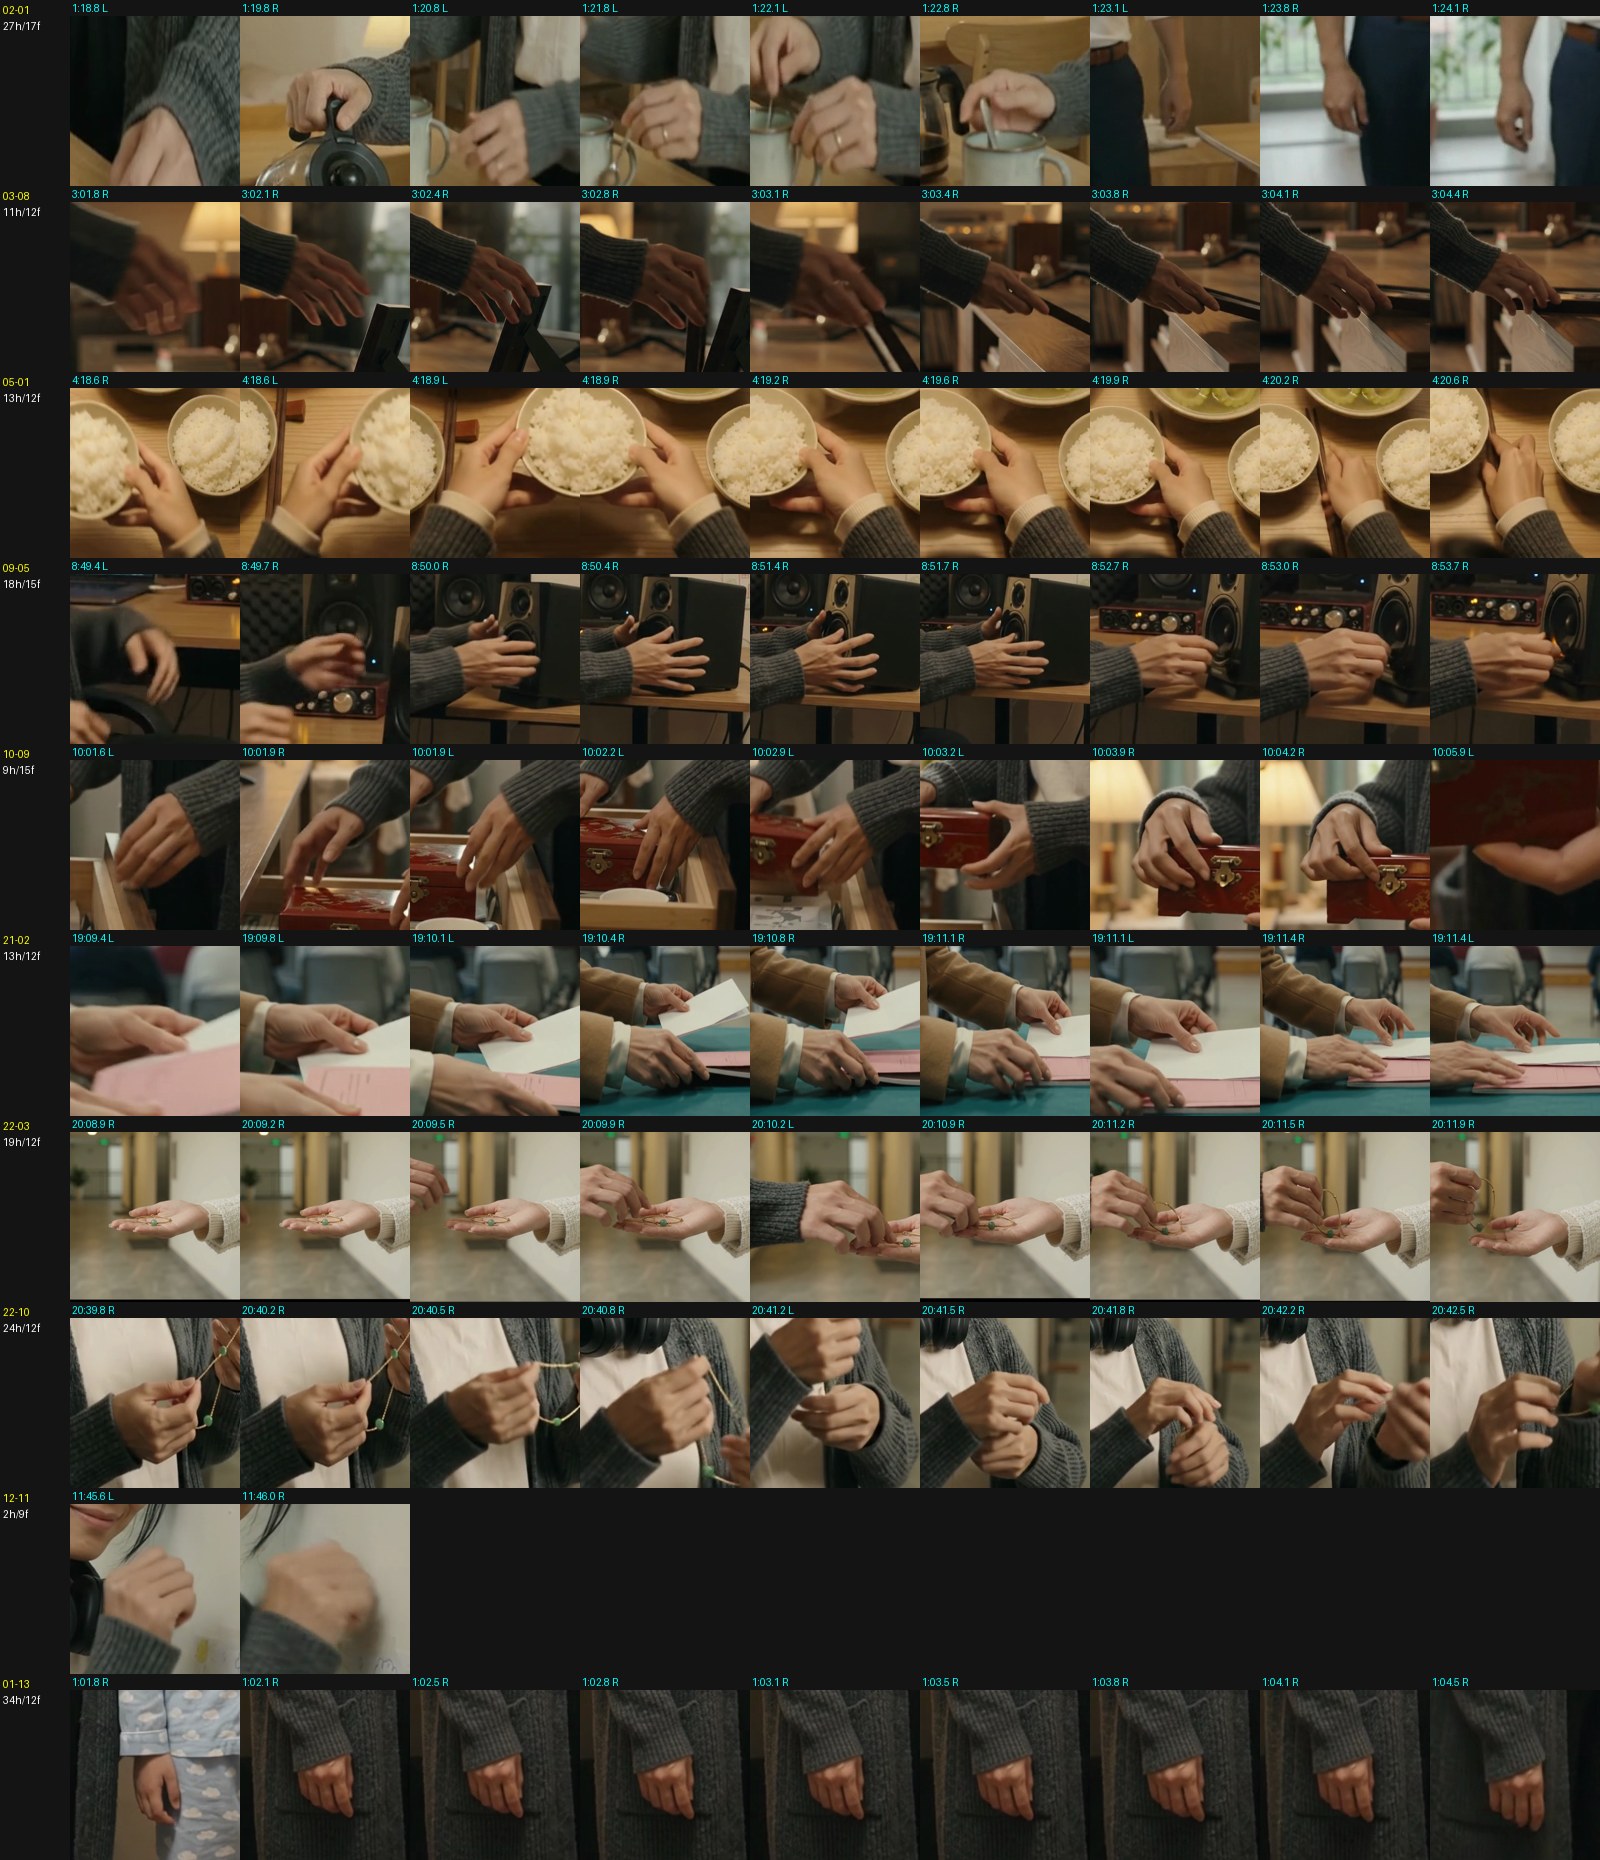 02-01
27h/17f
1:18.8 L
1:19.8 R
1:20.8 L
1:21.8 L
1:22.1 L
1:22.8 R
1:23.1 L
1:23.8 R
1:24.1 R
03-08
11h/12f
3:01.8 R
3:02.1 R
3:02.4 R
3:02.8 R
3:03.1 R
3:03.4 R
3:03.8 R
3:04.1 R
3:04.4 R
05-01
13h/12f
4:18.6 R
4:18.6 L
4:18.9 L
4:18.9 R
4:19.2 R
4:19.6 R
4:19.9 R
4:20.2 R
4:20.6 R
09-05
18h/15f
8:49.4 L
8:49.7 R
8:50.0 R
8:50.4 R
8:51.4 R
8:51.7 R
8:52.7 R
8:53.0 R
8:53.7 R
10-09
9h/15f
10:01.6 L
10:01.9 R
10:01.9 L
10:02.2 L
10:02.9 L
10:03.2 L
10:03.9 R
10:04.2 R
10:05.9 L
21-02
13h/12f
19:09.4 L
19:09.8 L
19:10.1 L
19:10.4 R
19:10.8 R
19:11.1 R
19:11.1 L
19:11.4 R
19:11.4 L
22-03
19h/12f
20:08.9 R
20:09.2 R
20:09.5 R
20:09.9 R
20:10.2 L
20:10.9 R
20:11.2 R
20:11.5 R
20:11.9 R
22-10
24h/12f
20:39.8 R
20:40.2 R
20:40.5 R
20:40.8 R
20:41.2 L
20:41.5 R
20:41.8 R
20:42.2 R
20:42.5 R
12-11
2h/9f
11:45.6 L
11:46.0 R
01-13
34h/12f
1:01.8 R
1:02.1 R
1:02.5 R
1:02.8 R
1:03.1 R
1:03.5 R
1:03.8 R
1:04.1 R
1:04.5 R